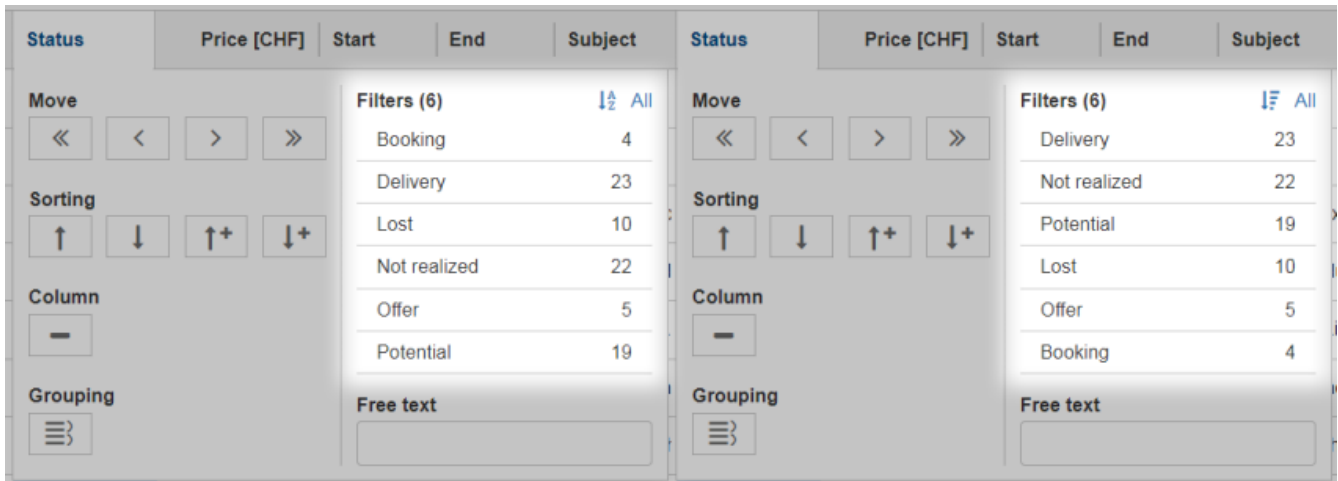 Status Price [CHF] Start End Subject
Move
Filters (6) All
Booking 4
Delivery 23
Sorting
Lost 10
Not realized 22
Column
Offer 5
Potential 19
Grouping
Free text
Status Price [CHF] Start End Subject
Move
Filters (6) All
Delivery 23
Not realized 22
Sorting
Potential 19
Lost 10
Column
Offer 5
Booking 4
Grouping
Free text